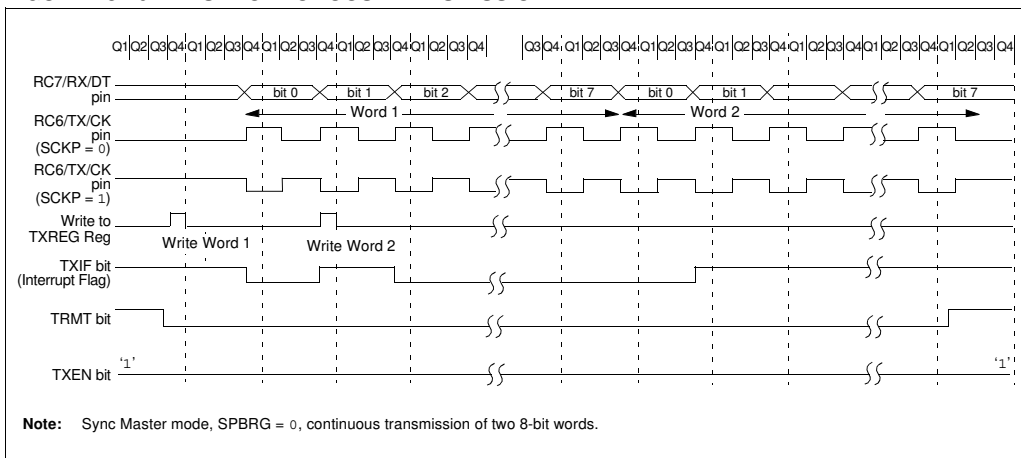 Q1 Q2 Q3 Q4 Q1 Q2 Q3 Q4 Q1 Q2 Q3 Q4 Q1 Q2 Q3 Q4 Q1 Q2 Q3 Q4 Q3 Q4 Q1 Q2 Q3 Q4 Q1 Q2 Q3 Q4 Q1 Q2 Q3 Q4 Q1 Q2 Q3 Q4 Q1 Q2 Q3 Q4 Q1 Q2 Q3 Q4
RC7/RX/DT
pin
bit 0 bit 1 bit 2 bit 7 bit 0 bit 1 bit 7
Word 1 Word 2
RC6/TX/CK
pin
(SCKP = 0)
RC6/TX/CK
pin
(SCKP = 1)
Write to
TXREG Reg
Write Word 1 Write Word 2
TXIF bit
(Interrupt Flag)
TRMT bit
‘1’ ‘1’
TXEN bit
Note: Sync Master mode, SPBRG = 0, continuous transmission of two 8-bit words.